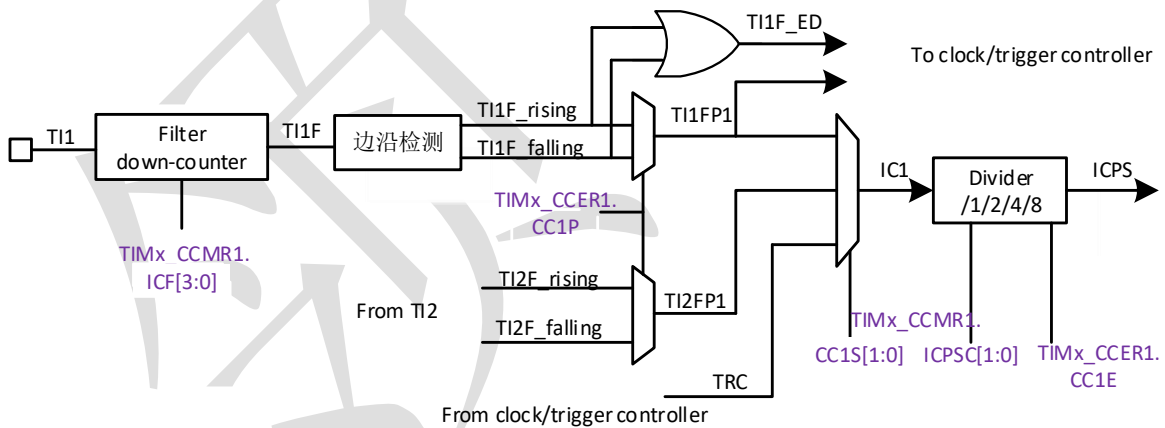 TI1F_ED
To clock/trigger controller
TI1F_rising
TI1FP1
TI1
Filter
down-counter
TI1F
边沿检测
TI1F_falling
IC1
Divider
/1/2/4/8
ICPS
TIMx_CCER1.
CC1P
TIMx_CCMR1.
ICF[3:0]
TI2F_rising
From TI2
TI2FP1
TI2F_falling
TIMx_CCMR1.
CC1S[1:0]
ICPSC[1:0]
TIMx_CCER1.
CC1E
TRC
From clock/trigger controller